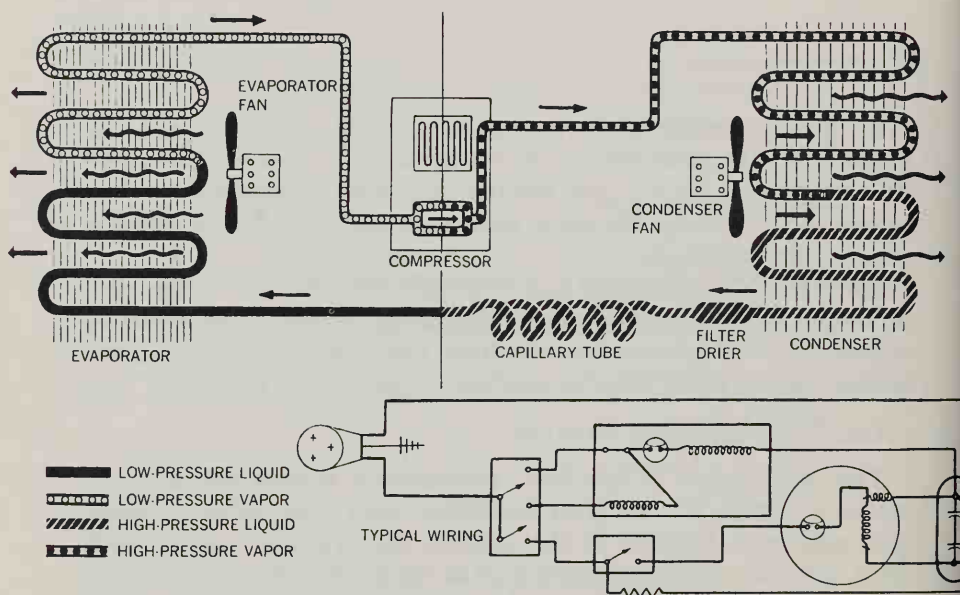 EVAPORATOR
FAN
COMPRESSOR
CONDENSER
FAN
EVAPORATOR
CAPILLARY TUBE
FILTER
DRIER
CONDENSER
LOW-PRESSURE LIQUID
LOW-PRESSURE VAPOR
HIGH-PRESSURE LIQUID
HIGH-PRESSURE VAPOR
TYPICAL WIRING